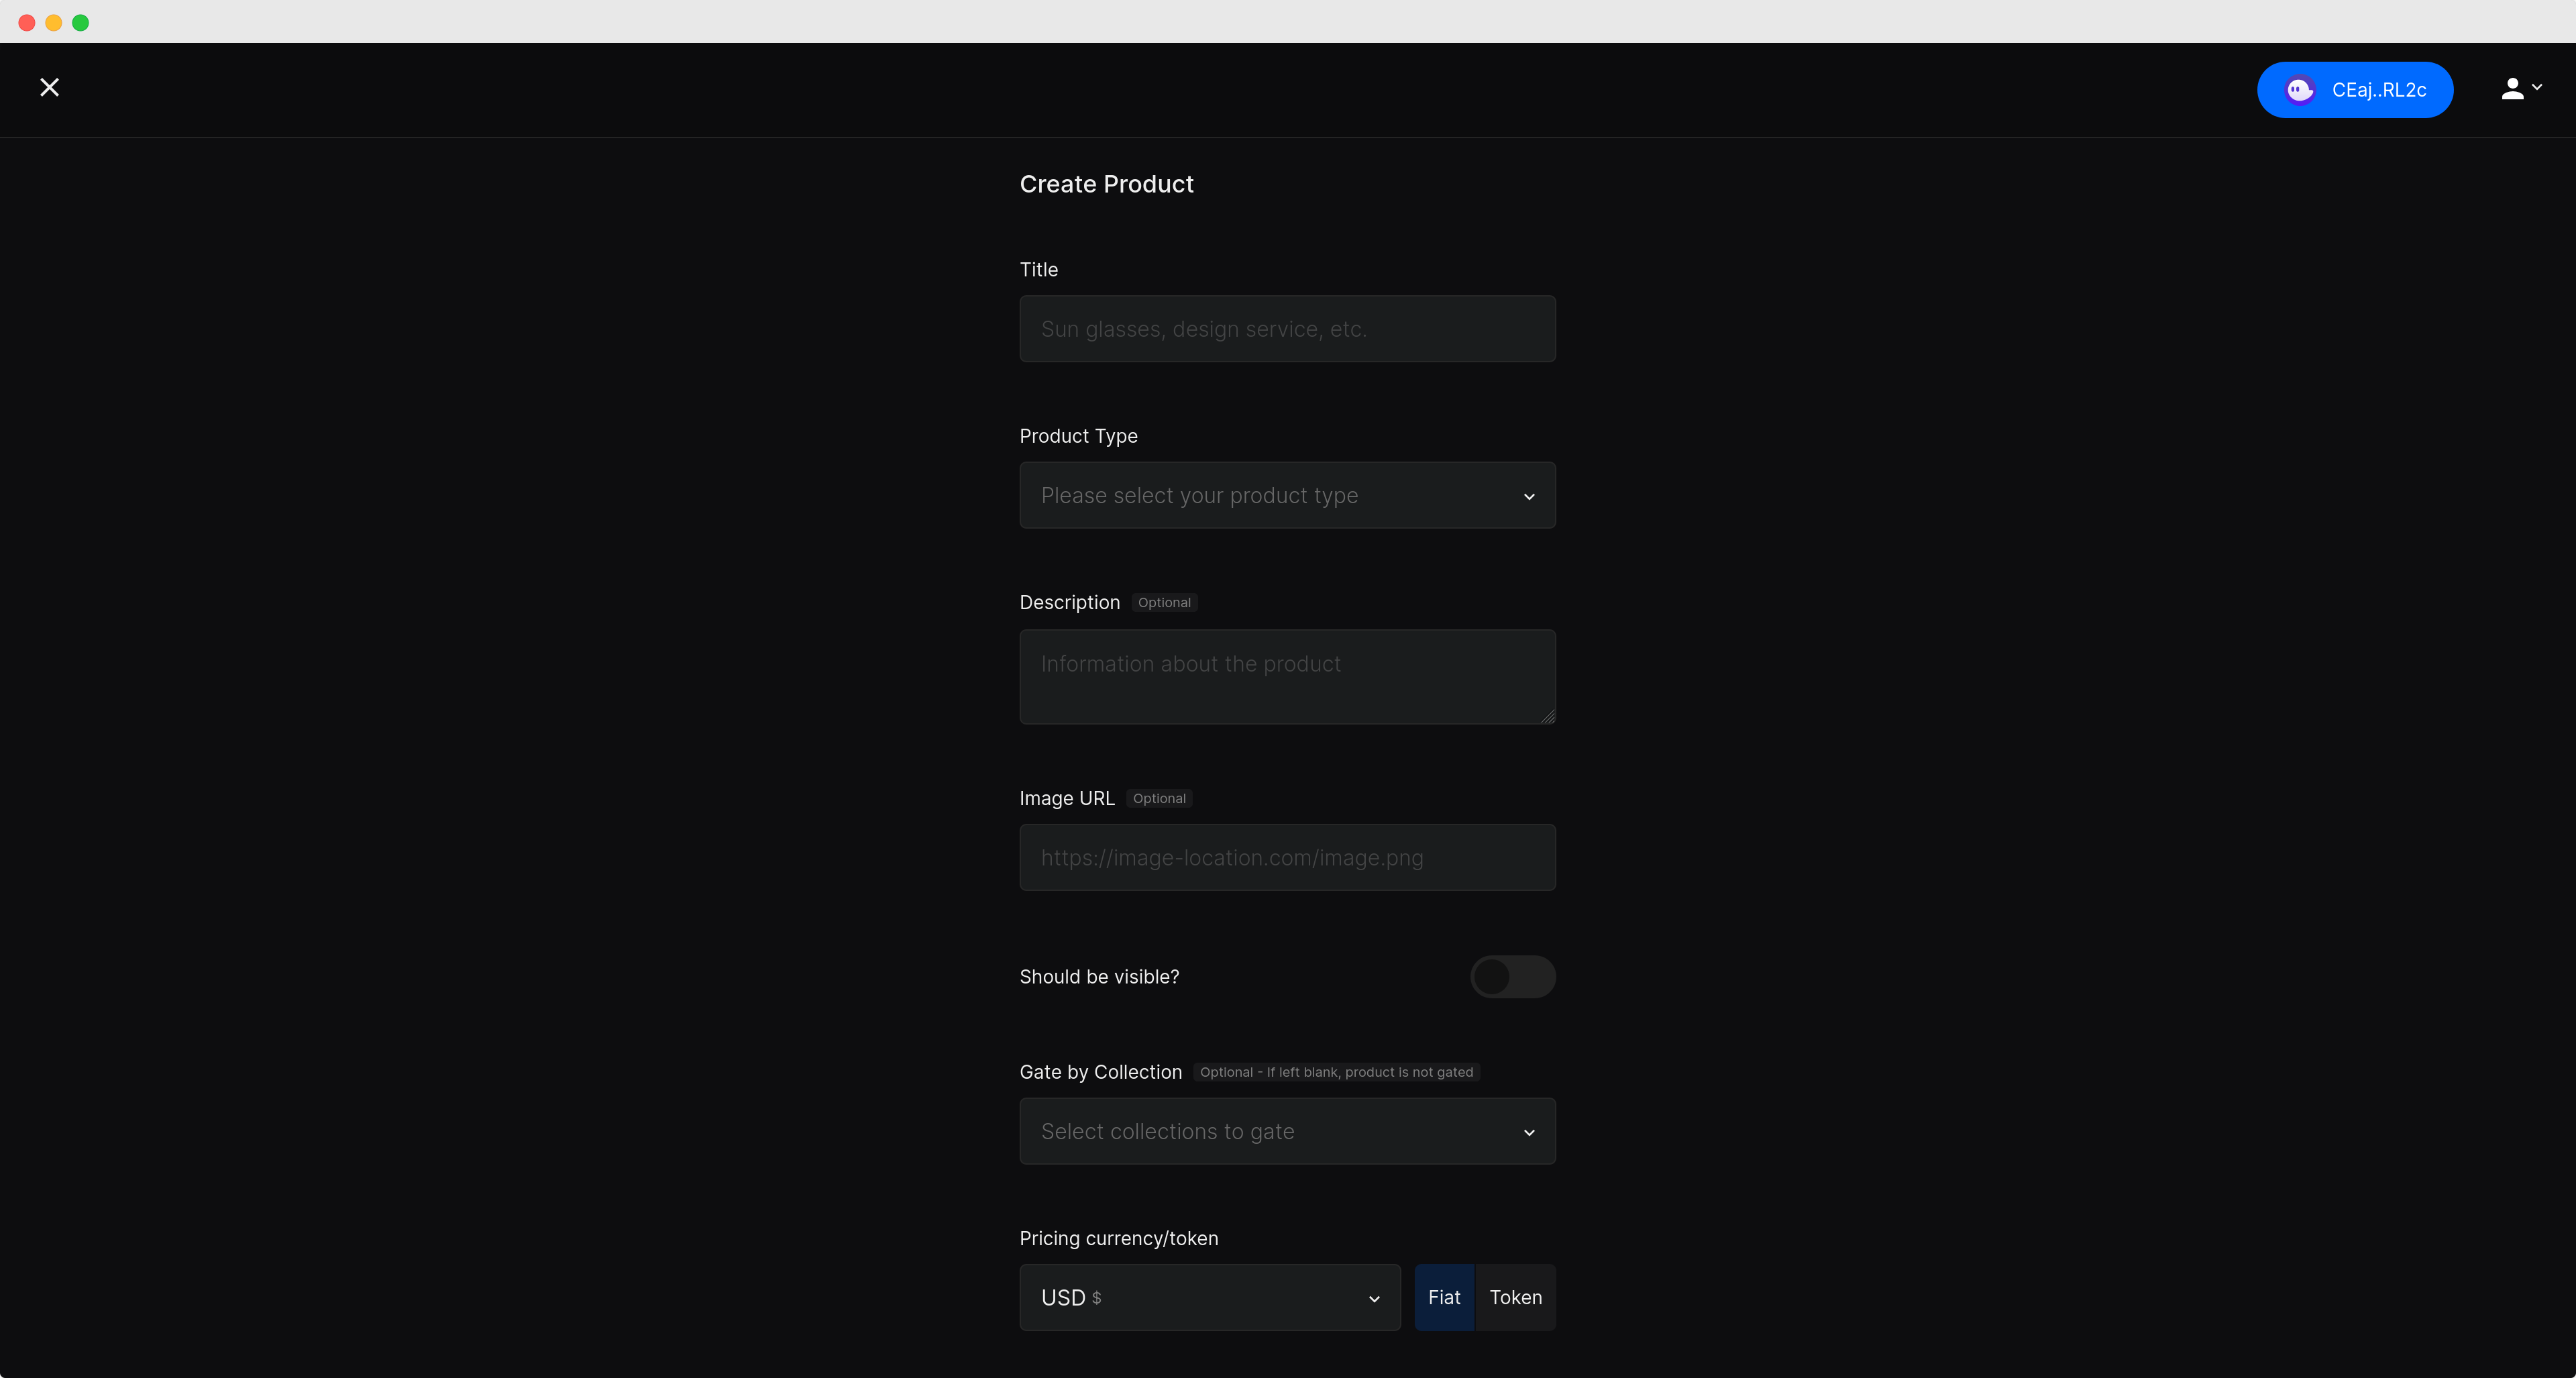 CEaj..RL2c
Create Product
Title
Sun glasses, design service, etc.
Product Type
Please select your product type
Description Optional
Information about the product
Image URL Optional
https://image-location.com/image.png
Should be visible?
Gate by Collection Optional - If left blank, product is not gated
Select collections to gate
Pricing currency/token
USD $ Fiat Token